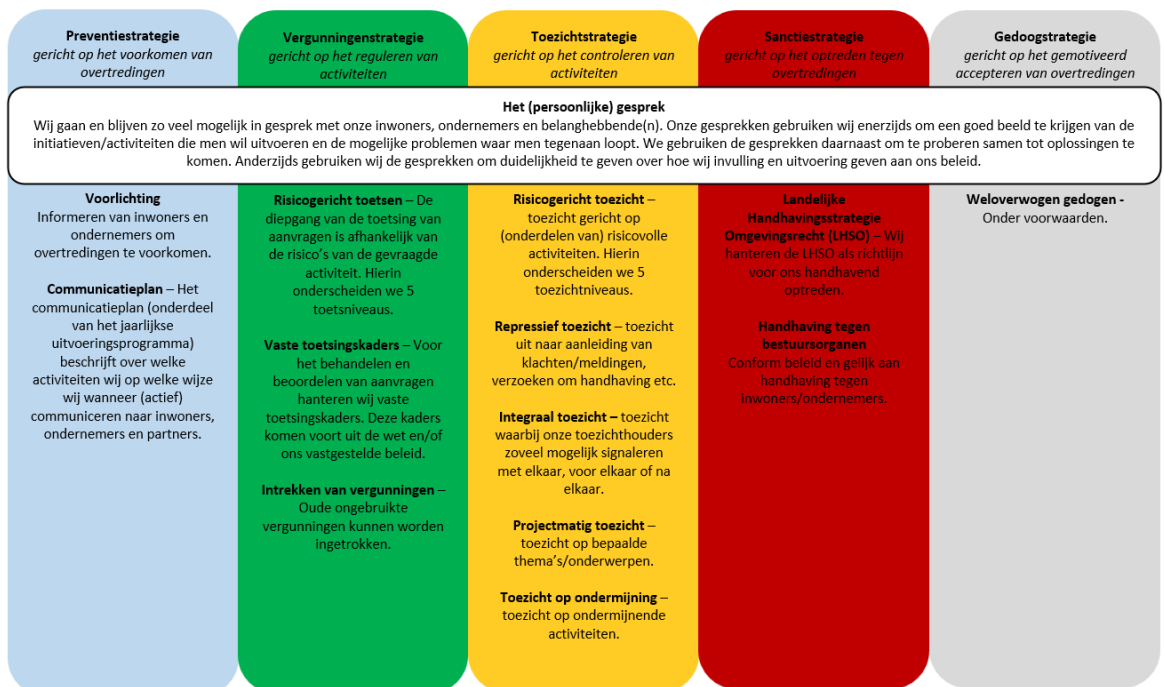 Preventiestrategie
gericht op het voorkomen van
overtredingen
Vergunningenstrategie
gericht op het reguleren van
activiteiten
Toezichtstrategie
gericht op het controleren van
activiteiten
Sanctiestrategie
gericht op het optreden tegen
overtredingen
Gedoogstrategie
gericht op het gemotiveerd
accepteren van overtredingen
Het (persoonlijke) gesprek
Wij gaan en blijven zo veel mogelijk in gesprek met onze inwoners, ondernemers en belanghebbende(n). Onze gesprekken gebruiken wij enerzijds om een goed beeld te krijgen van de
initiatieven/activiteiten die men wil uitvoeren en de mogelijke problemen waar men tegenaan loopt. We gebruiken de gesprekken daarnaast om te proberen samen tot oplossingen te
komen. Anderzijds gebruiken wij de gesprekken om duidelijkheid te geven over hoe wij invulling en uitvoering geven aan ons beleid.
Voorlichting
Informeren van inwoners en
ondernemers om
overtredingen te voorkomen.
Communicatieplan – Het
communicatieplan (onderdeel
van het jaarlijkse
uitvoeringsprogramma)
beschrijft over welke
activiteiten wij op welke wijze
wij wanneer (actief)
communiceren naar inwoners,
ondernemers en partners.
Risicogericht toetsen – De
diepgang van de toetsing van
aanvragen is afhankelijk van
de risico’s van de gevraagde
activiteit. Hierin
onderscheiden we 5
toetsniveaus.
Vaste toetsingskaders – Voor
het behandelen en
beoordelen van aanvragen
hanteren wij vaste
toetsingskaders. Deze kaders
komen voort uit de wet en/of
ons vastgestelde beleid.
Intrekken van vergunningen –
Oude ongebruikte
vergunningen kunnen worden
ingetrokken.
Risicogericht toezicht –
toezicht gericht op
(onderdelen van) risicovolle
activiteiten. Hierin
onderscheiden we 5
toezichtniveaus.
Repressief toezicht – toezicht
uit naar aanleiding van
klachten/meldingen,
verzoeken om handhaving etc.
Integraal toezicht – toezicht
waarbij onze toezichthouders
zoveel mogelijk signaleren
met elkaar, voor elkaar of na
elkaar.
Projectmatig toezicht –
toezicht op bepaalde
thema’s/onderwerpen.
Toezicht op ondermijning –
toezicht op ondermijnende
activiteiten.
Landelijke
Handhavingsstrategie
Omgevingsrecht (LHSO) – Wij
hanteren de LHSO als richtlijn
voor ons handhavend
optreden.
Handhaving tegen
bestuursorganen
Conform beleid en gelijk aan
handhaving tegen
inwoners/ondernemers.
Weloverwogen gedogen -
Onder voorwaarden.